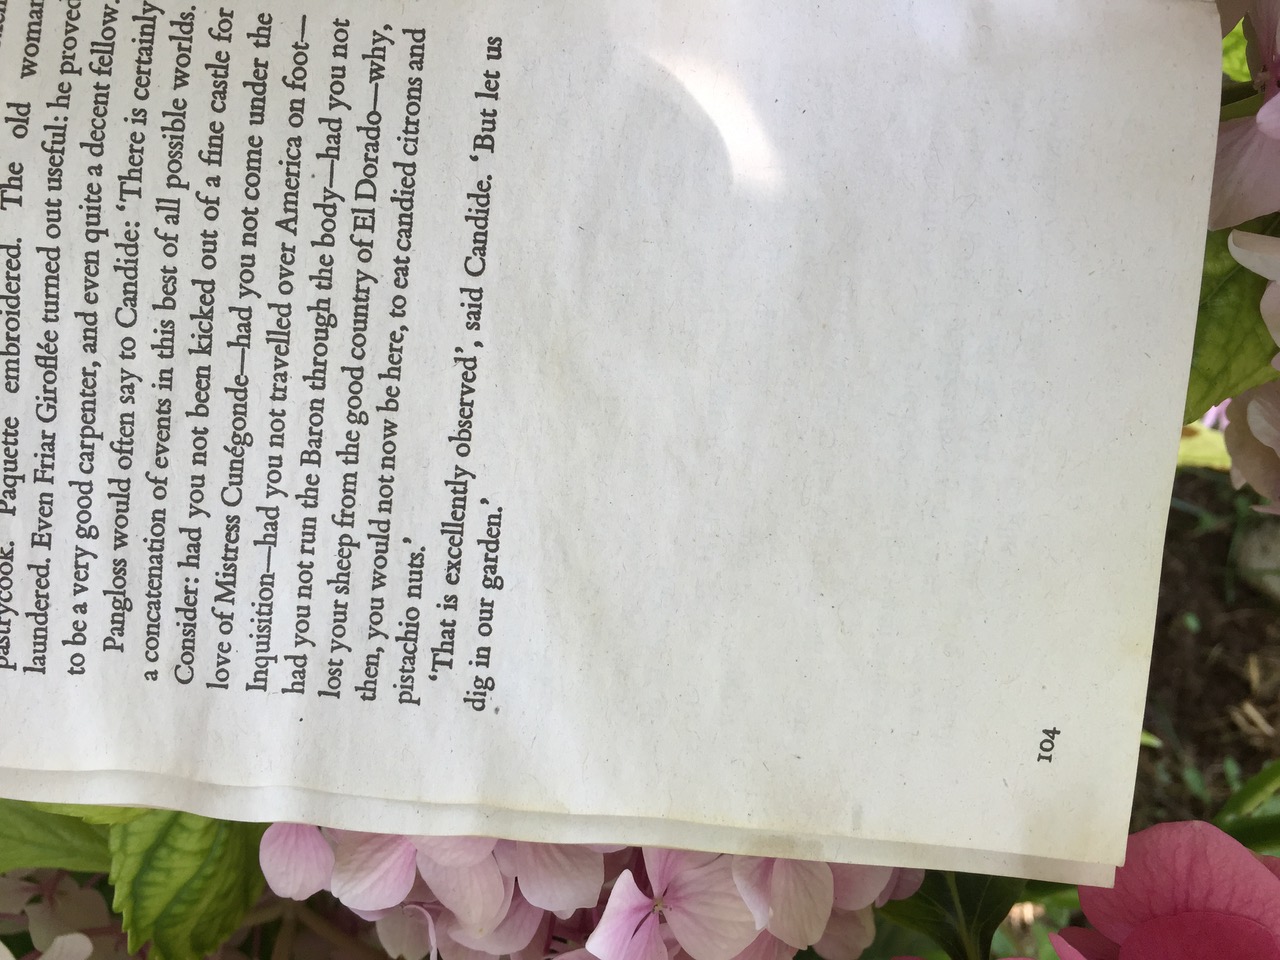 pastrycook. Paquette embroidered. The old woman
laundered. Even Friar Giroflée turned out useful: he proved
to be a very good carpenter, and even quite a decent fellow.
Pangloss would often say to Candide: ‘There is certainly
a concatenation of events in this best of all possible worlds.
Consider: had you not been kicked out of a fine castle for
love of Mistress Cunégonde—had you not come under the
Inquisition—had you not travelled over America on foot—
had you not run the Baron through the body—had you not
lost your sheep from the good country of El Dorado—why,
then, you would not now be here, to eat candied citrons and
pistachio nuts.’
‘That is excellently observed’, said Candide. ‘But let us
dig in our garden.’
104